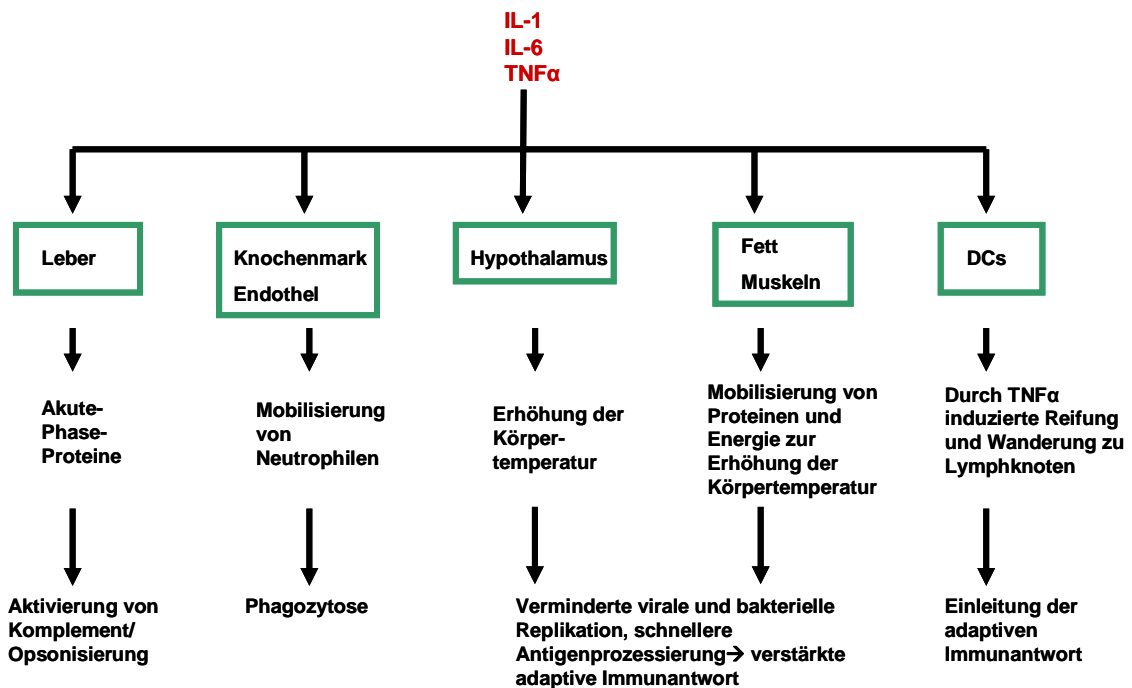 IL-1
IL-6
TNFα
Leber
Knochenmark
Endothel
Hypothalamus
Fett
Muskeln
DCs
Akute-
Phase-
Proteine
Mobilisierung
von
Neutrophilen
Erhöhung der
Körper-
temperatur
Mobilisierung von
Proteinen und
Energie zur
Erhöhung der
Körpertemperatur
Durch TNFα
induzierte Reifung
und Wanderung zu
Lymphknoten
Aktivierung von
Komplement/
Opsonisierung
Phagozytose
Verminderte virale und bakterielle
Replikation, schnellere
Antigenprozessierung→ verstärkte
adaptive Immunantwort
Einleitung der
adaptiven
Immunantwort